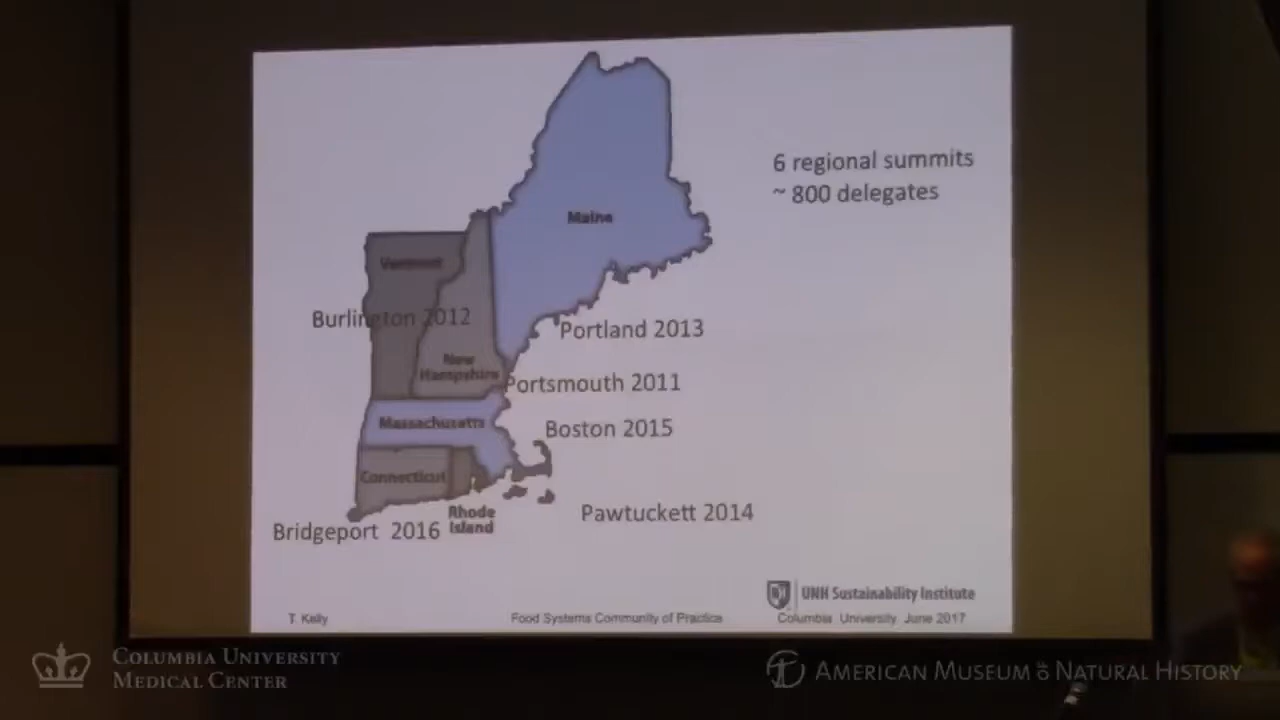 6 regional summits
~ 800 delegates
Maine
Vermont
Burlington 2012
Portland 2013
New
Hampshire
Portsmouth 2011
Massachusetts
Boston 2015
Connecticut
Rhode
Island
Pawtuckett 2014
Bridgeport 2016
UNH Sustainability Institute
T. Kelly
Food Systems Community of Practice
Columbia University June 2017
COLUMBIA UNIVERSITY
MEDICAL CENTER
AMERICAN MUSEUM OF NATURAL HISTORY